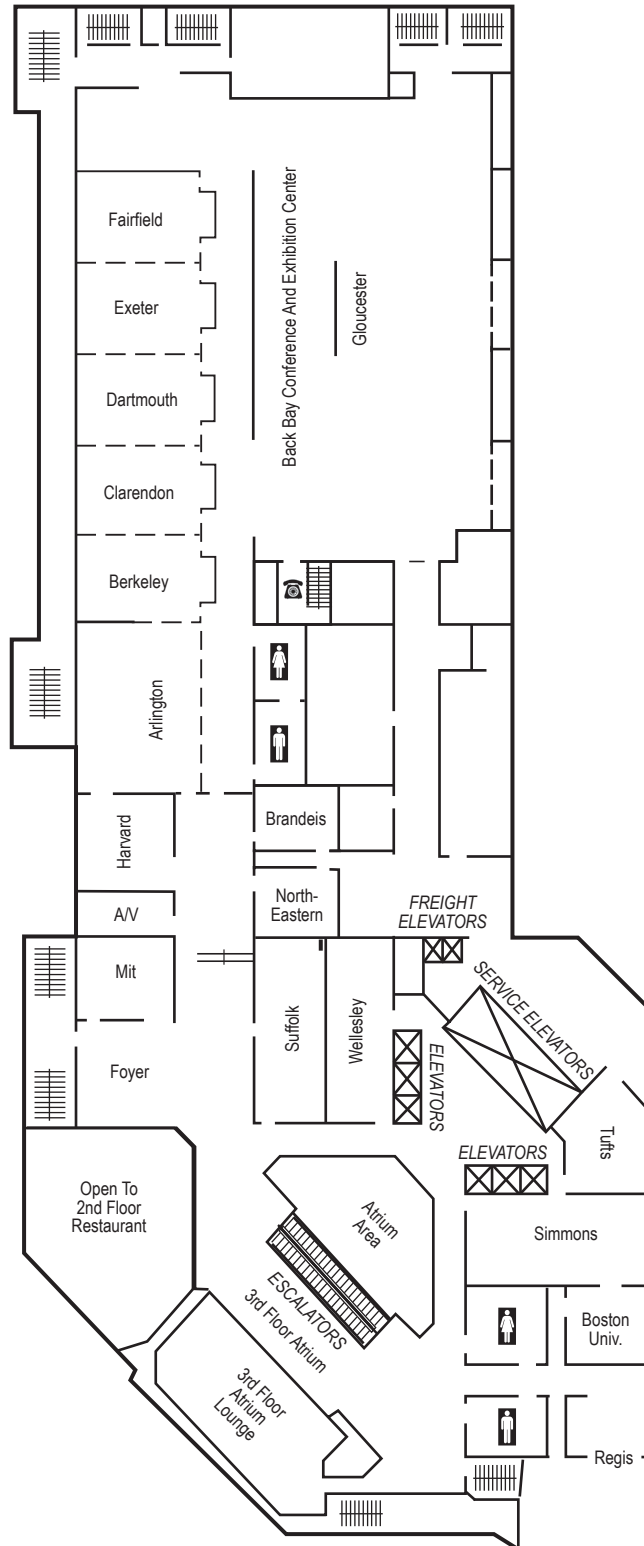 Fairfield
Back Bay Conference And Exhibition Center
Gloucester
Exeter
Dartmouth
Clarendon
Berkeley
Arlington
Harvard
Brandeis
A/V
North-
Eastern
FREIGHT
ELEVATORS
Mit
Suffolk
Wellesley
SERVICE ELEVATORS
ELEVATORS
Foyer
Tufts
ELEVATORS
Open To
2nd Floor
Restaurant
Atrium
Area
Simmons
ESCALATORS
3rd Floor Atrium
Boston
Univ.
3rd Floor
Atrium
Lounge
Regis